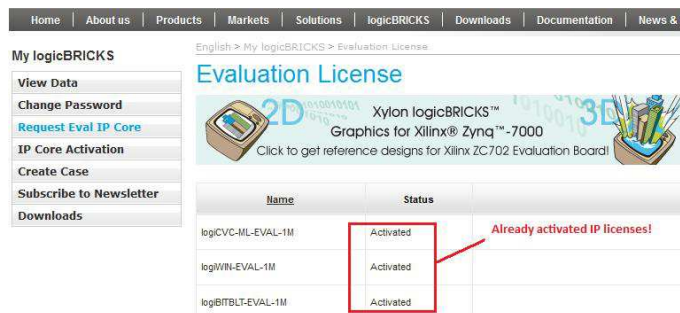 Home | About us | Products | Markets | Solutions | logicBRICKS | Downloads | Documentation | News &
My logicBRICKS
View Data
Change Password
Request Eval IP Core
IP Core Activation
Create Case
Subscribe to Newsletter
Downloads
English > My logicBRICKS > Evaluation License
Evaluation License
2D
Xylon logicBRICKS™
3D
Graphics for Xilinx® Zynq™-7000
Click to get reference designs for Xilinx ZC702 Evaluation Board!
Name Status
logiCVC-ML-EVAL-1M Activated
Already activated IP licenses!
logiWIN-EVAL-1M Activated
logiBITBLT-EVAL-1M Activated